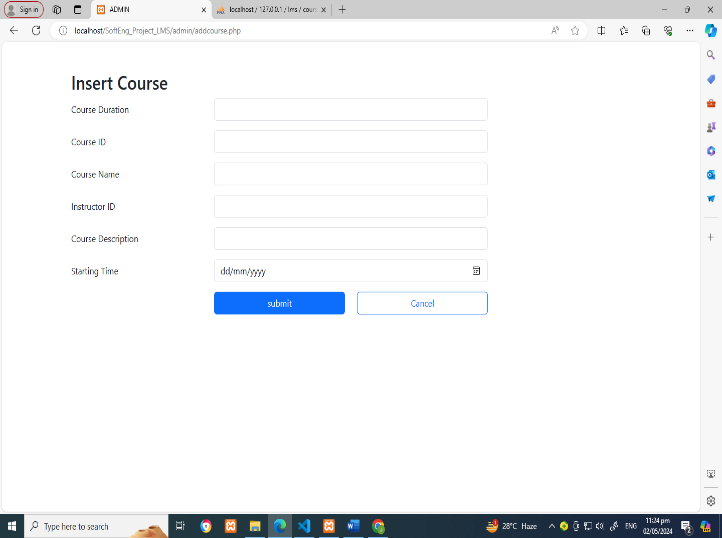 Sign in
ADMIN
localhost / 127.0.0.1 / lms / cours
localhost/SoftEng_Project_LMS/admin/addcourse.php
Insert Course
Course Duration
Course ID
Course Name
Instructor ID
Course Description
Starting Time
dd/mm/yyyy
submit
Cancel
Type here to search
28°C Haze
ENG
11:24 pm
02/05/2024
2